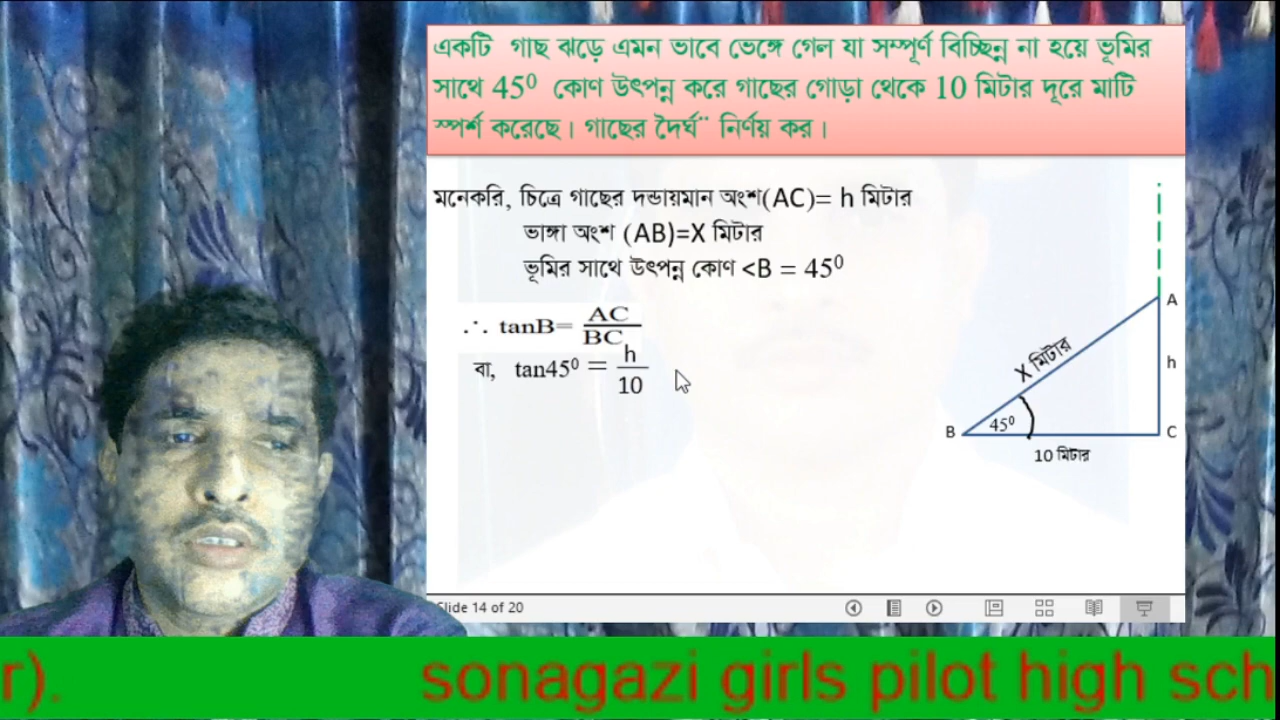 একটি গাছ ঝড়ে এমন ভাবে ভেঙ্গে গেল যা সম্পূর্ণ বিচ্ছিন্ন না হয়ে ভূমির
সাথে 45⁰ কোণ উৎপন্ন করে গাছের গোড়া থেকে 10 মিটার দূরে মাটি
স্পর্শ করেছে। গাছের দৈর্ঘ¨ নির্ণয় কর।
মনেকরি, চিত্রে গাছের দন্ডায়মান অংশ(AC)= h মিটার
ভাঙ্গা অংশ (AB)=X মিটার
ভূমির সাথে উৎপন্ন কোণ <B = 45⁰
∴ tanB= AC/BC
বা, tan45⁰ = h/10
A
X মিটার
h
B
45⁰
C
10 মিটার
Slide 14 of 20
r). sonagazi girls pilot high sch